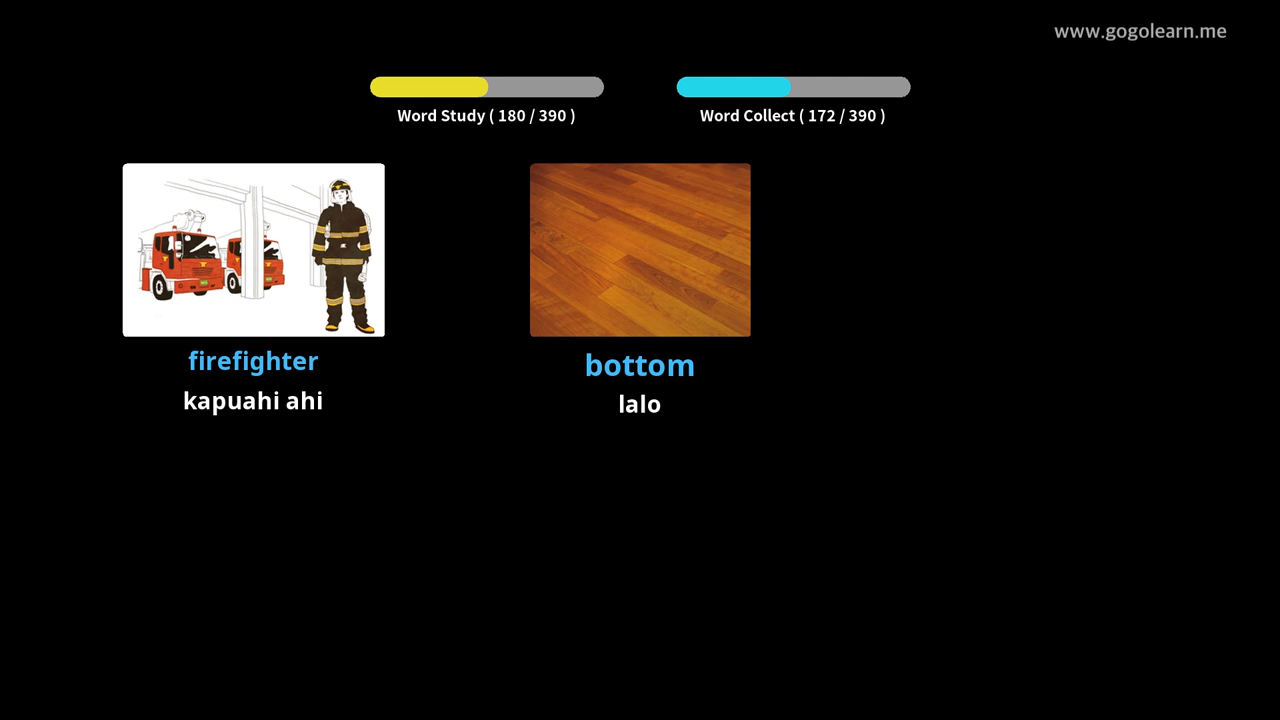 www.gogolearn.me
Word Study ( 180 / 390 )
Word Collect ( 172 / 390 )
firefighter
kapuahi ahi
bottom
lalo